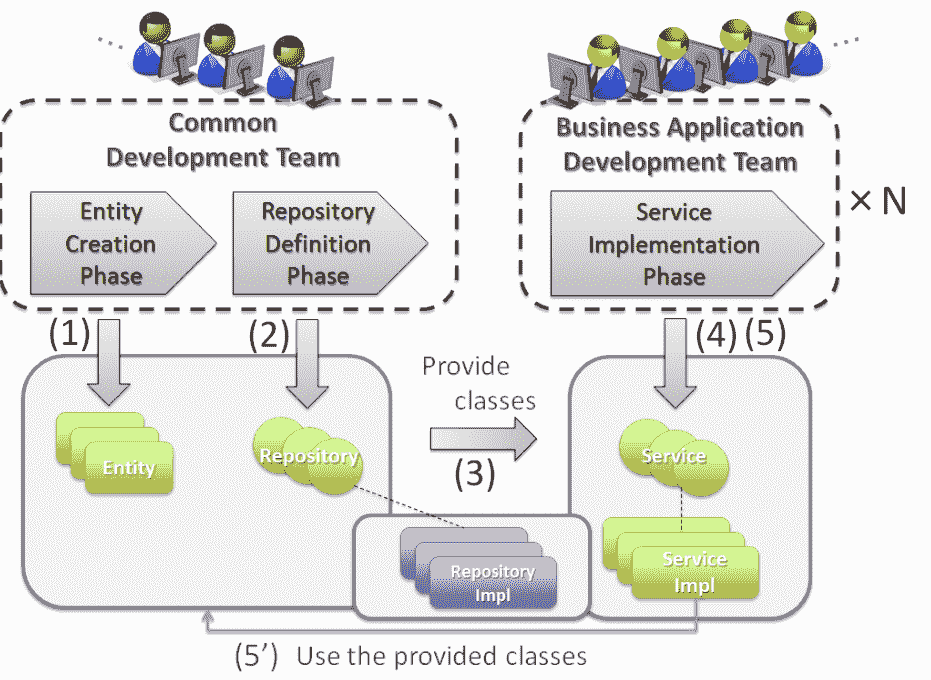 Common
Development Team
Business Application
Development Team
Entity
Creation
Phase
Repository
Definition
Phase
Service
Implementation
Phase
× N
(1)
(2)
(4) (5)
Provide
classes
(3)
Entity
Repository
Service
Repository
Impl
Service
Impl
(5’) Use the provided classes